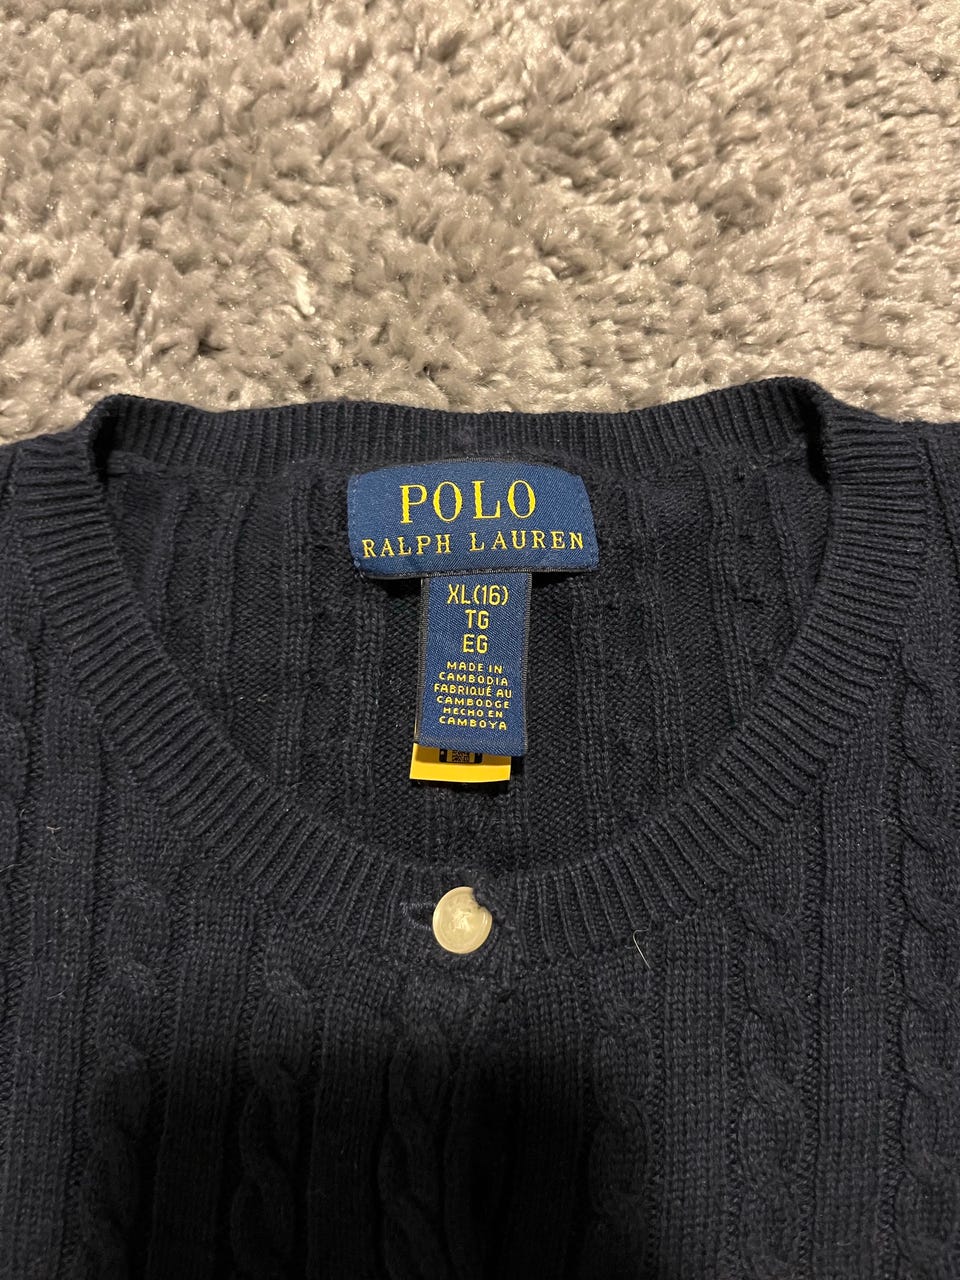 POLO
RALPH LAUREN
XL(16)
TG
EG
MADE IN
CAMBODIA
FABRIQUÉ AU
CAMBODGE
HECHO EN
CAMBOYA